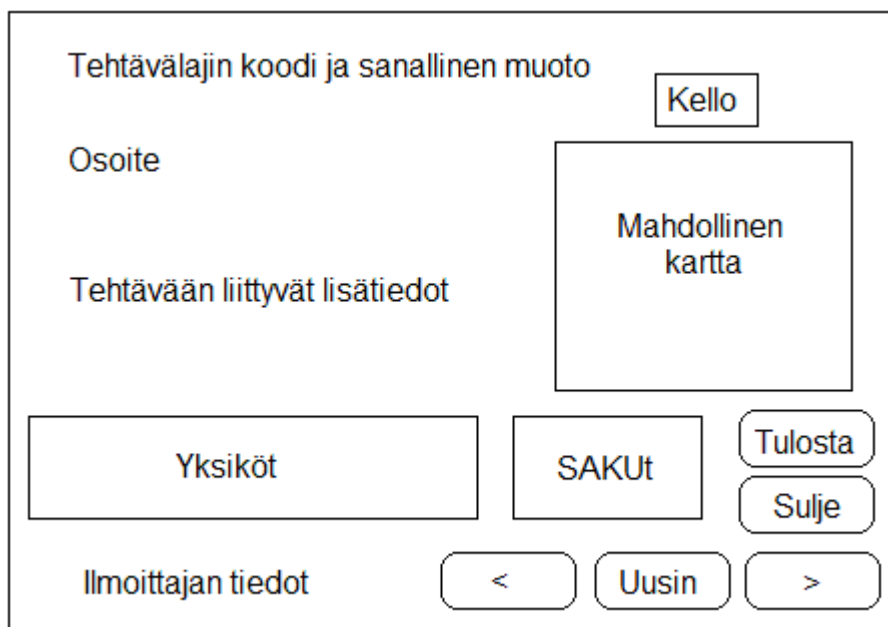 Tehtävälajin koodi ja sanallinen muoto
Kello
Osoite
Mahdollinen
kartta
Tehtävään liittyvät lisätiedot
Yksiköt
SAKUt
Tulosta
Sulje
Ilmoittajan tiedot
<
Uusin
>